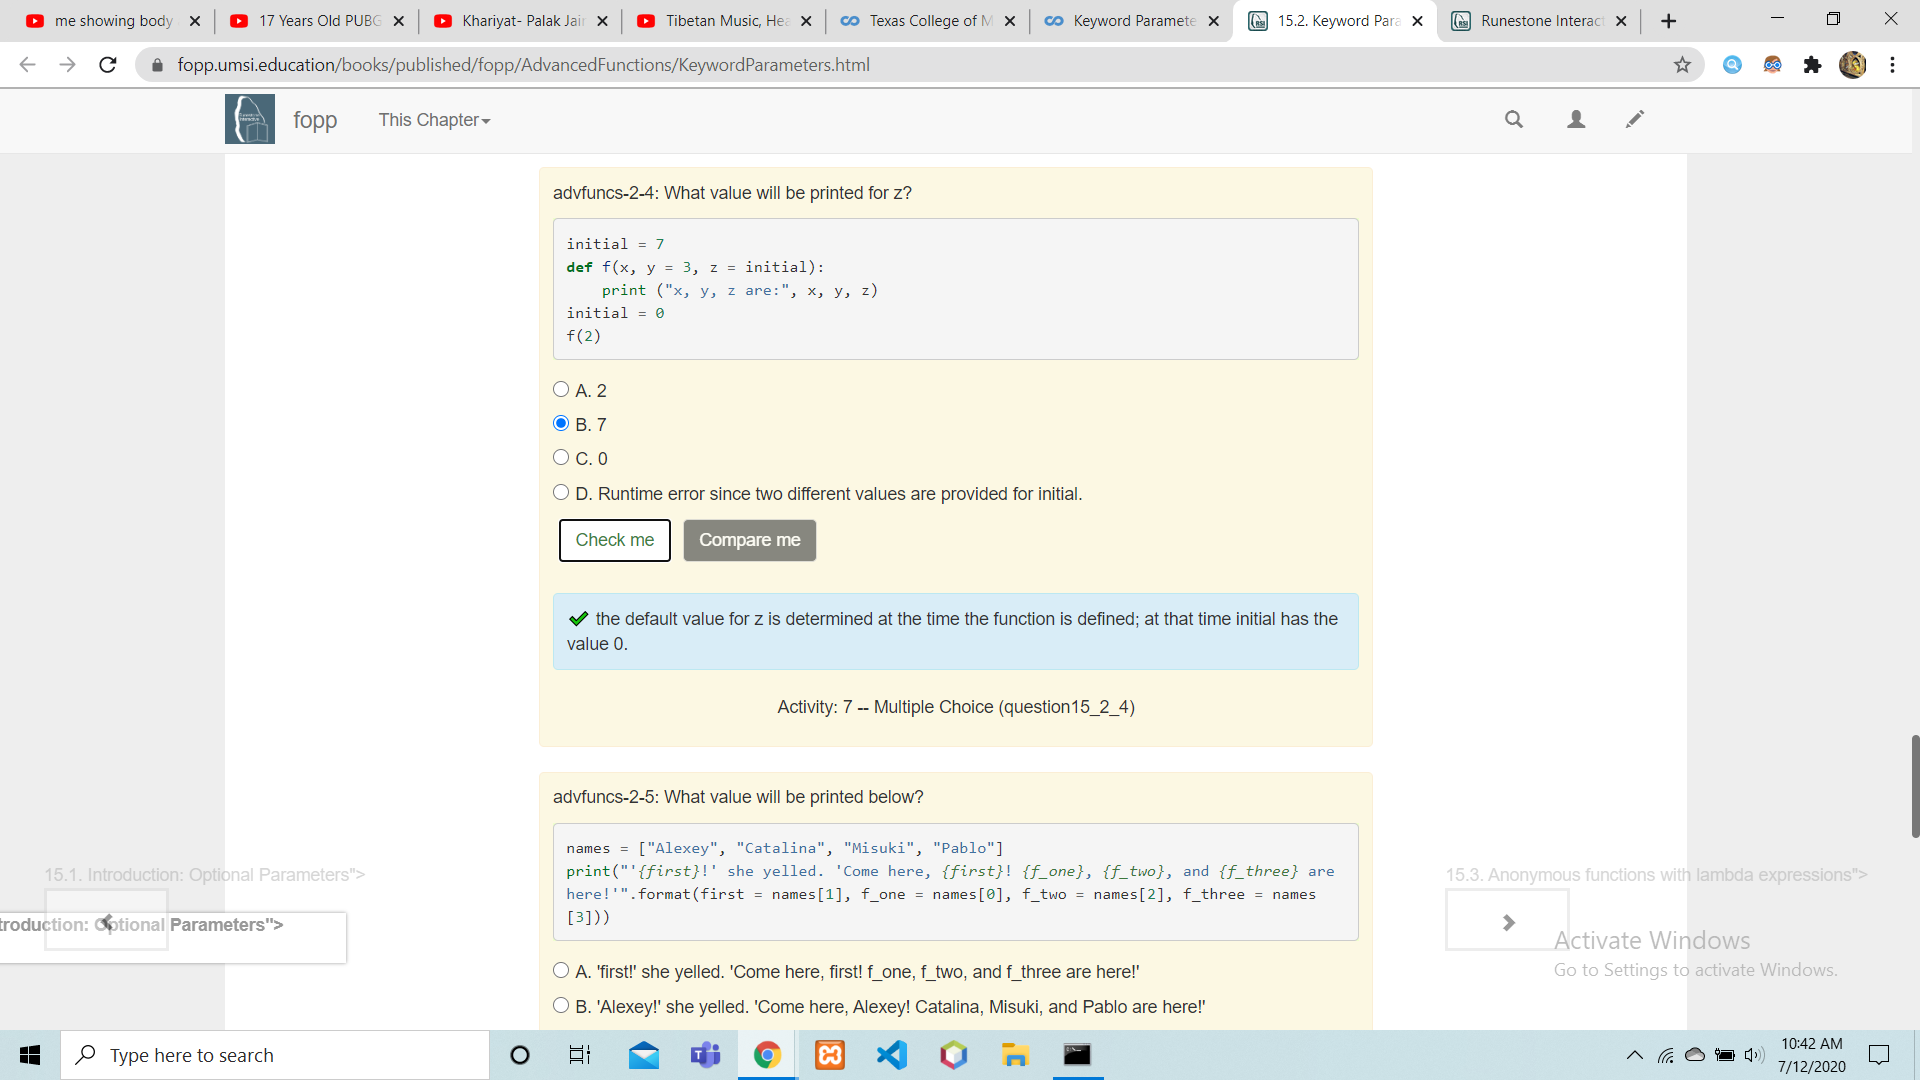 me showing body
17 Years Old PUBG
Khariyat- Palak Jain
Tibetan Music, Hea
Texas College of M
Keyword Paramete
15.2. Keyword Para
Runestone Interact
fopp.umsi.education/books/published/fopp/AdvancedFunctions/KeywordParameters.html
fopp
This Chapter
advfuncs-2-4: What value will be printed for z?
initial = 7
def f(x, y = 3, z = initial):
    print ("x, y, z are:", x, y, z)
initial = 0
f(2)
A. 2
B. 7
C. 0
D. Runtime error since two different values are provided for initial.
Check me
Compare me
the default value for z is determined at the time the function is defined; at that time initial has the
value 0.
Activity: 7 -- Multiple Choice (question15_2_4)
advfuncs-2-5: What value will be printed below?
names = ["Alexey", "Catalina", "Misuki", "Pablo"]
print("'{first}!' she yelled. 'Come here, {first}! {f_one}, {f_two}, and {f_three} are
here!'".format(first = names[1], f_one = names[0], f_two = names[2], f_three = names
[3]))
A. 'first!' she yelled. 'Come here, first! f_one, f_two, and f_three are here!'
B. 'Alexey!' she yelled. 'Come here, Alexey! Catalina, Misuki, and Pablo are here!'
15.1. Introduction: Optional Parameters">
troduction: Optional Parameters">
15.3. Anonymous functions with lambda expressions">
Activate Windows
Go to Settings to activate Windows.
Type here to search
10:42 AM
7/12/2020